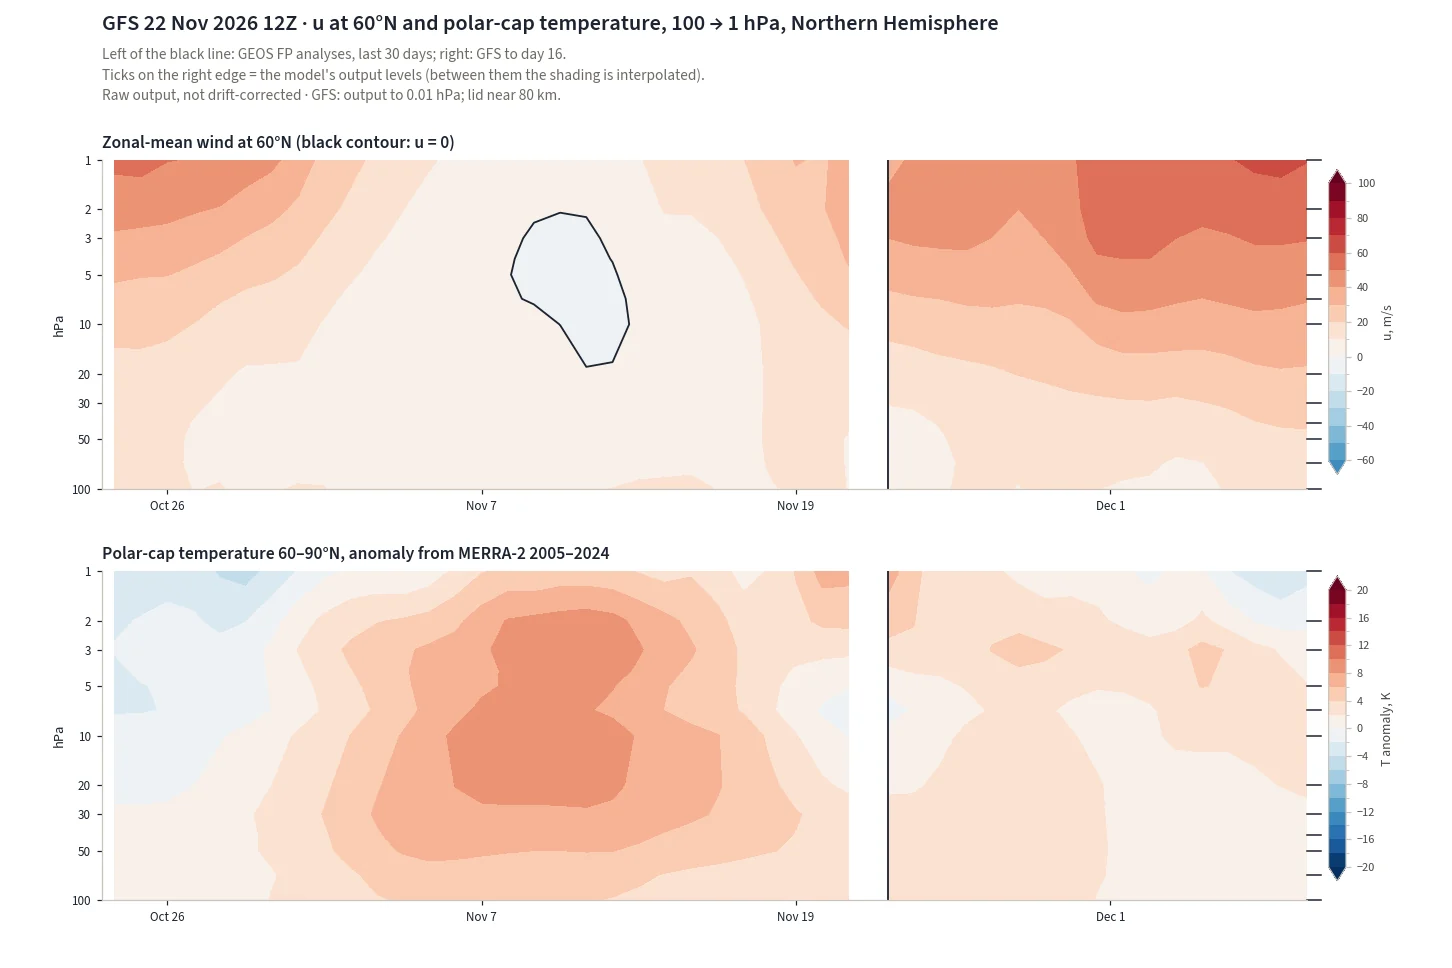 GFS 22 Nov 2026 12Z · u at 60°N and polar-cap temperature, 100 → 1 hPa, Northern Hemisphere
Left of the black line: GEOS FP analyses, last 30 days; right: GFS to day 16.
Ticks on the right edge = the model's output levels (between them the shading is interpolated).
Raw output, not drift-corrected · GFS: output to 0.01 hPa; lid near 80 km.
Zonal-mean wind at 60°N (black contour: u = 0)
1
2
3
5
10
20
30
50
100
hPa
Oct 26
Nov 7
Nov 19
Dec 1
100
80
60
40
20
0
−20
−40
−60
u, m/s
Polar-cap temperature 60–90°N, anomaly from MERRA-2 2005–2024
1
2
3
5
10
20
30
50
100
hPa
Oct 26
Nov 7
Nov 19
Dec 1
20
16
12
8
4
0
−4
−8
−12
−16
−20
T anomaly, K